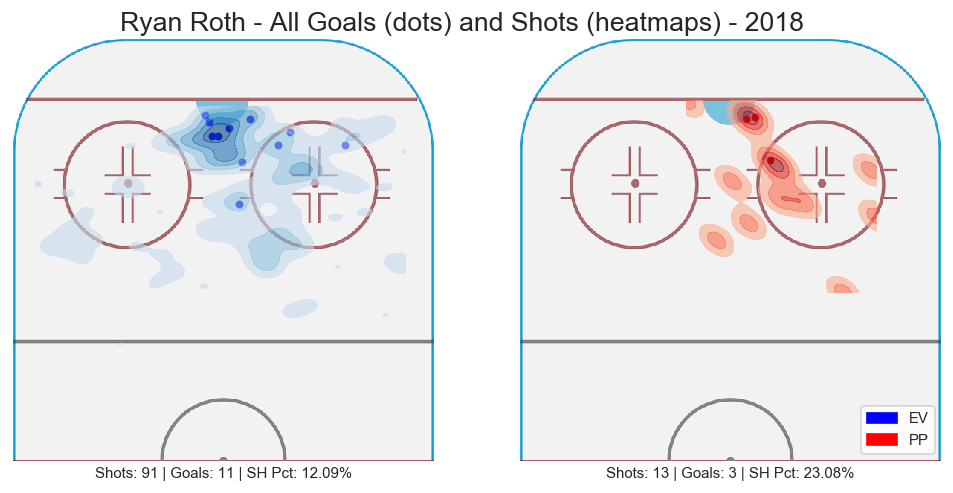 Ryan Roth - All Goals (dots) and Shots (heatmaps) - 2018
EV
PP
Shots: 91 | Goals: 11 | SH Pct: 12.09%
Shots: 13 | Goals: 3 | SH Pct: 23.08%